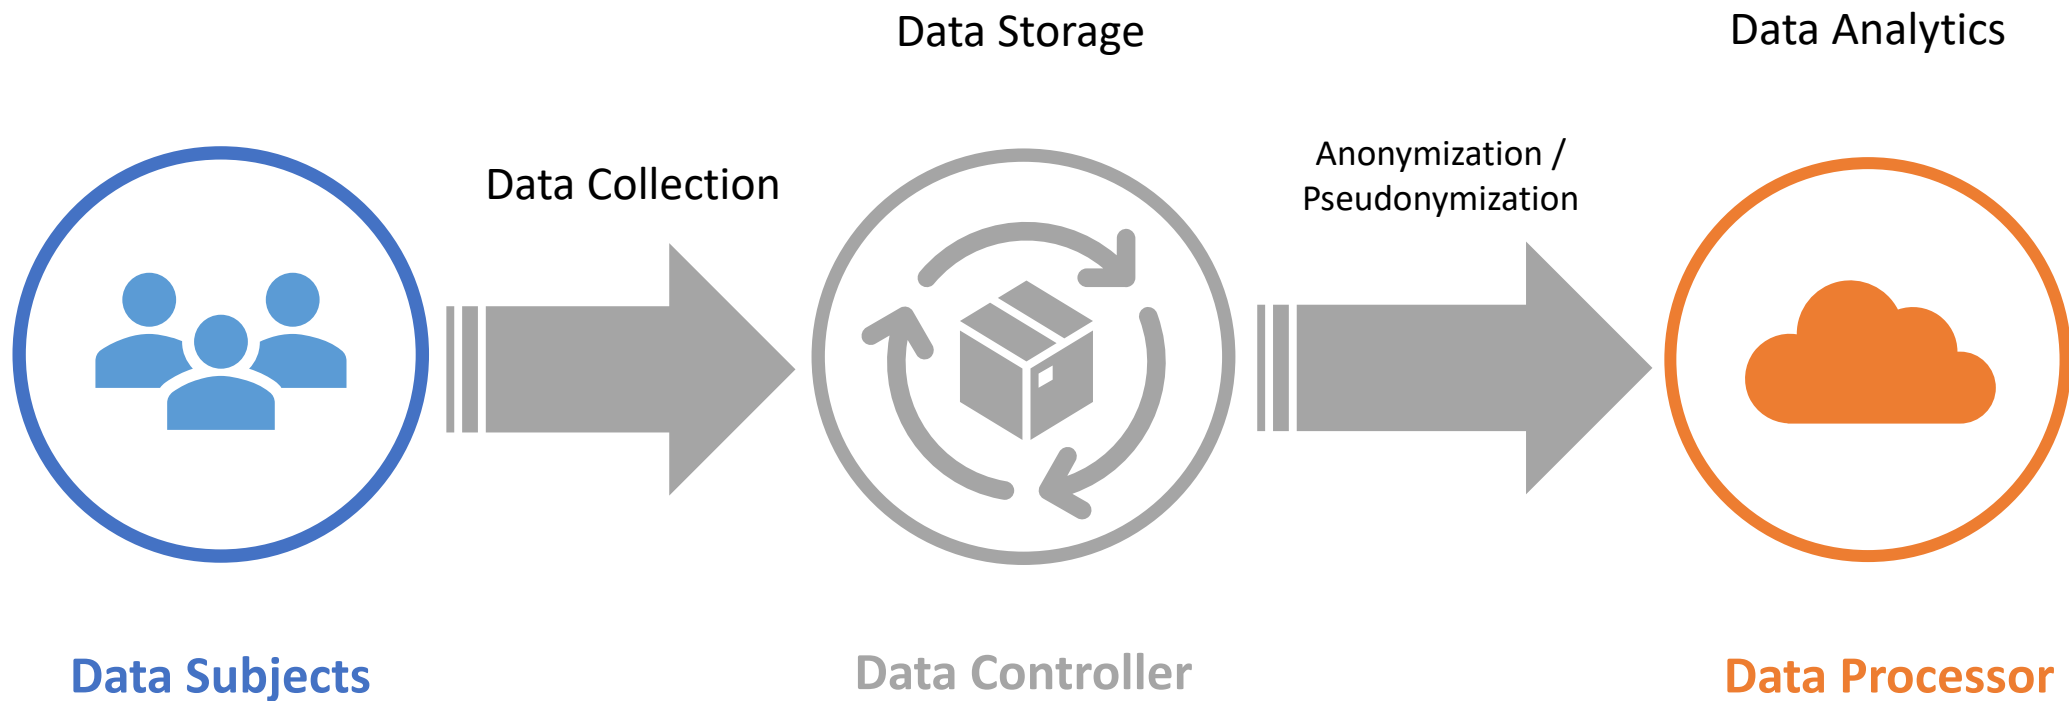 Data Storage
Data Analytics
Data Collection
Anonymization /
Pseudonymization
Data Subjects
Data Controller
Data Processor